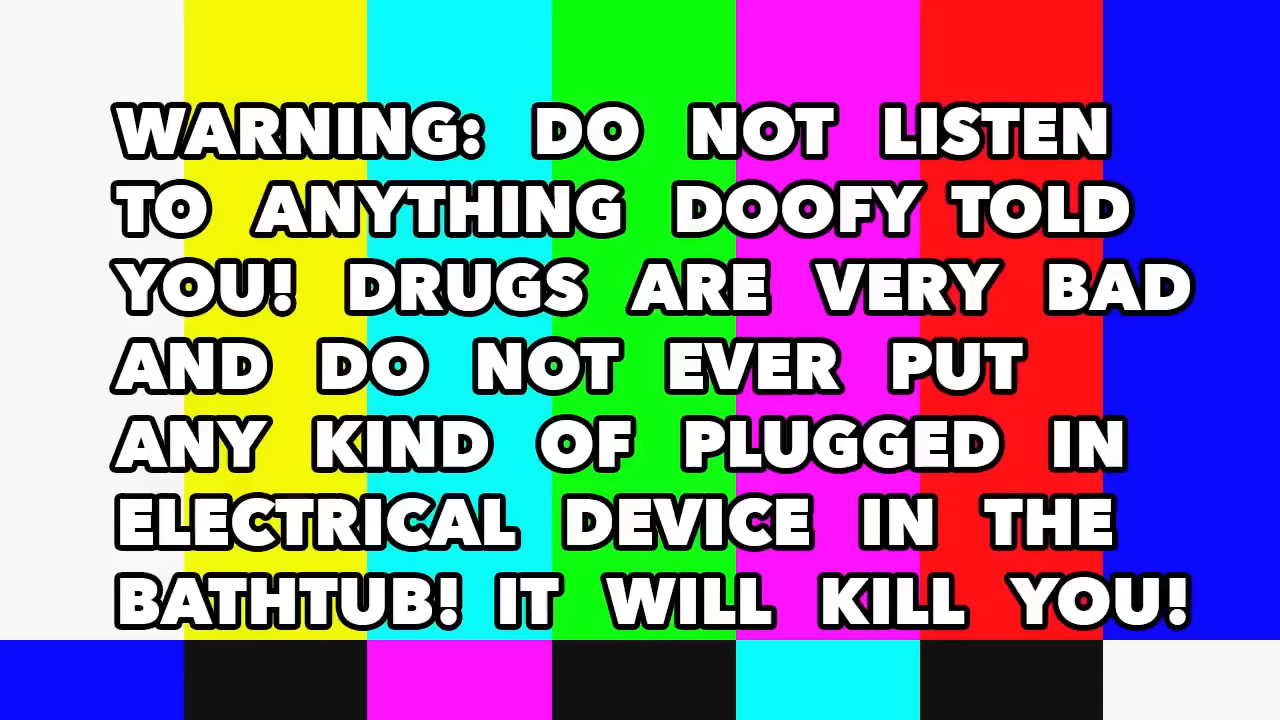 WARNING: DO NOT LISTEN
TO ANYTHING DOOFY TOLD
YOU! DRUGS ARE VERY BAD
AND DO NOT EVER PUT
ANY KIND OF PLUGGED IN
ELECTRICAL DEVICE IN THE
BATHTUB! IT WILL KILL YOU!